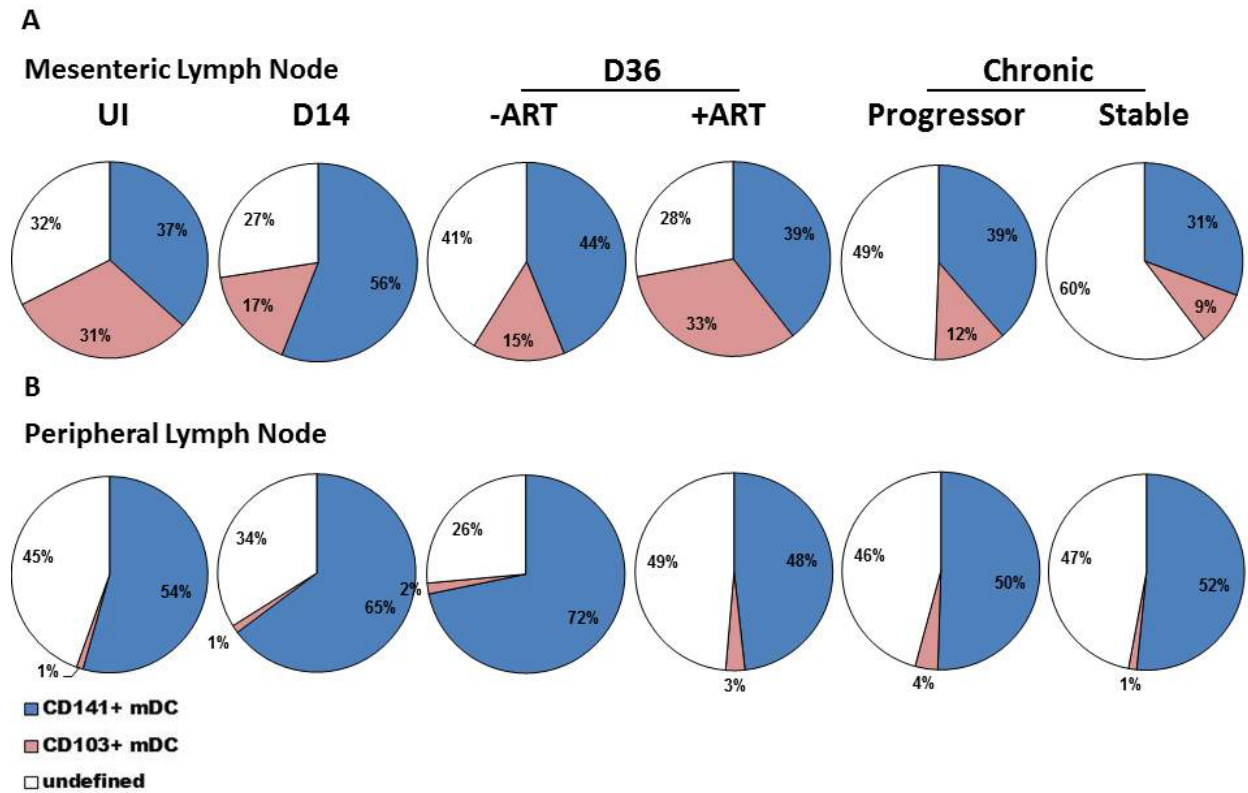 A
Mesenteric Lymph Node
D36
Chronic
UI
D14
-ART
+ART
Progressor
Stable
32%
37%
31%
27%
56%
17%
41%
44%
15%
28%
39%
33%
49%
39%
12%
60%
31%
9%
B
Peripheral Lymph Node
45%
54%
1%
34%
65%
1%
26%
2%
72%
49%
48%
3%
46%
50%
4%
47%
52%
1%
CD141+ mDC
CD103+ mDC
undefined